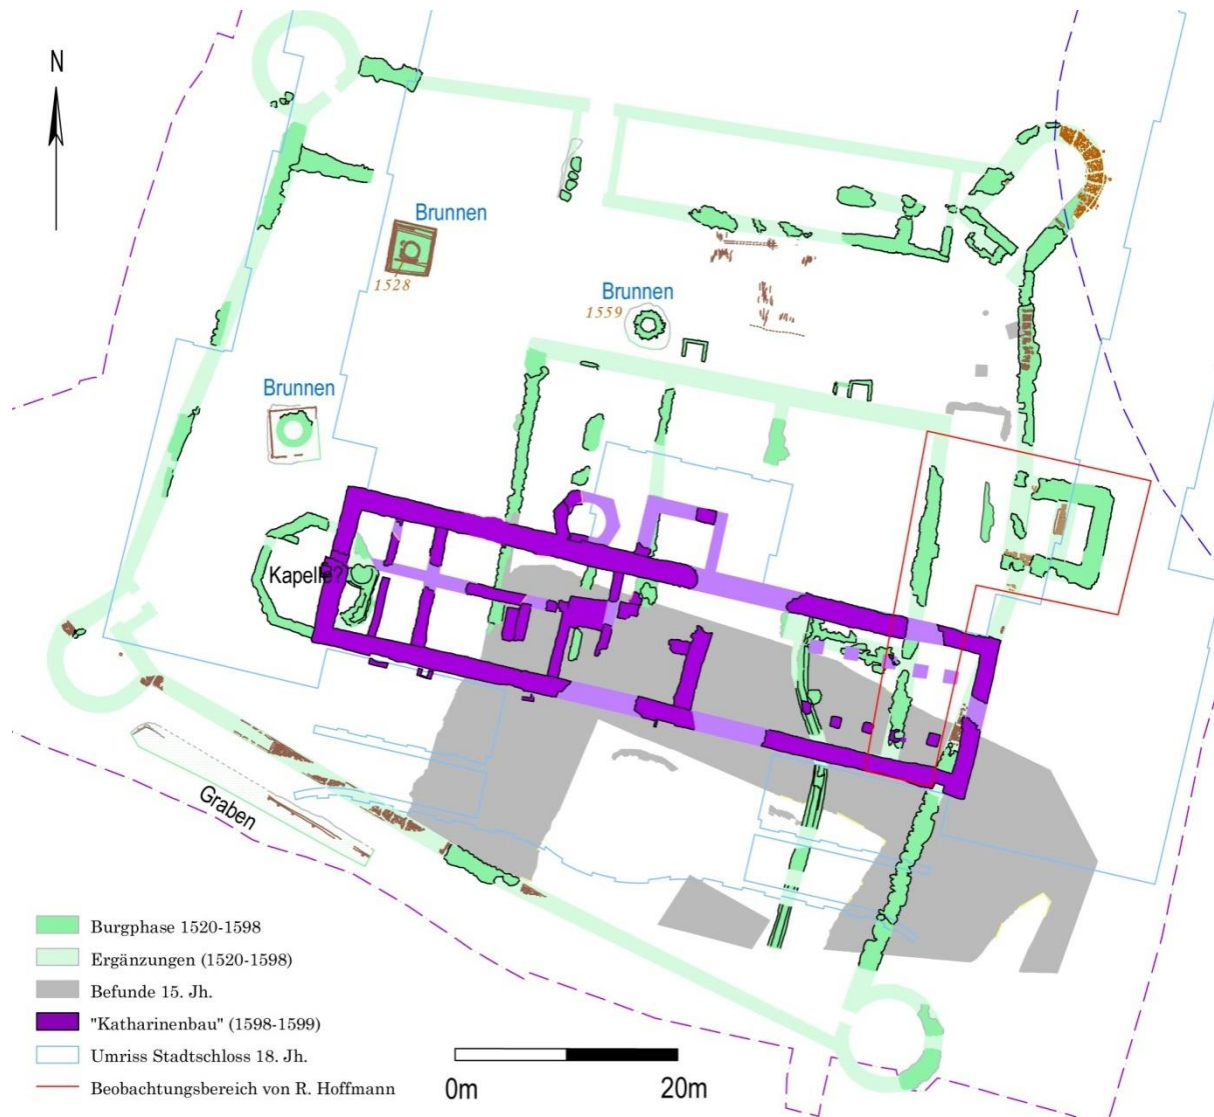 N
Brunnen
1528
Brunnen
1559
Brunnen
Kapelle?
Graben
Burgphase 1520-1598
Ergänzungen (1520-1598)
Befunde 15. Jh.
"Katharinenbau" (1598-1599)
Umriss Stadtschloss 18. Jh.
Beobachtungsbereich von R. Hoffmann
0m 20m